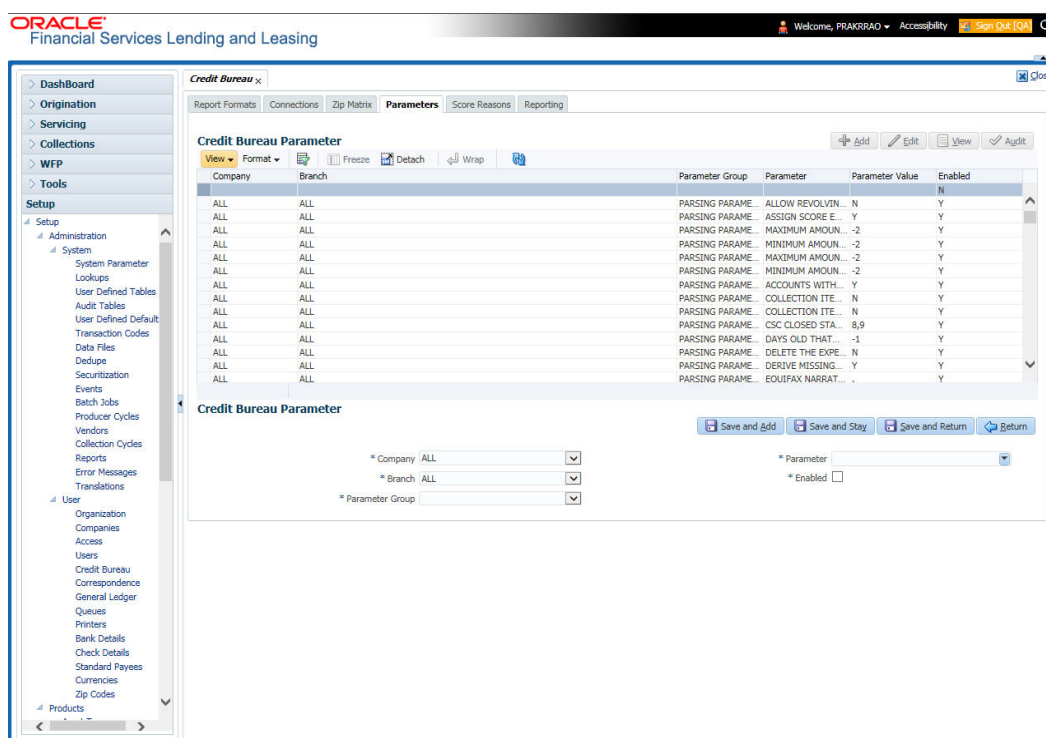 ORACLE
Financial Services Lending and Leasing
Welcome, PRAKRRAO Accessibility Sign Out [QA]
DashBoard
Origination
Servicing
Collections
WFP
Tools
Setup
Setup
Administration
System
System Parameter
Lookups
User Defined Tables
Audit Tables
User Defined Default
Transaction Codes
Data Files
Dedupe
Securitization
Events
Batch Jobs
Producer Cycles
Vendors
Collection Cycles
Reports
Error Messages
Translations
User
Organization
Companies
Access
Users
Credit Bureau
Correspondence
General Ledger
Queues
Printers
Bank Details
Check Details
Standard Payees
Currencies
Zip Codes
Products
Credit Bureau x
Clos
Report Formats Connections Zip Matrix Parameters Score Reasons Reporting
Credit Bureau Parameter
Add Edit View Audit
View Format Freeze Detach Wrap
Company Branch Parameter Group Parameter Parameter Value Enabled
N
ALL ALL PARSING PARAME... ALLOW REVOLVIN... N Y
ALL ALL PARSING PARAME... ASSIGN SCORE E... Y Y
ALL ALL PARSING PARAME... MAXIMUM AMOUN... -2 Y
ALL ALL PARSING PARAME... MINIMUM AMOUN... -2 Y
ALL ALL PARSING PARAME... MAXIMUM AMOUN... -2 Y
ALL ALL PARSING PARAME... MINIMUM AMOUN... -2 Y
ALL ALL PARSING PARAME... ACCOUNTS WITH... Y Y
ALL ALL PARSING PARAME... COLLECTION ITE... N Y
ALL ALL PARSING PARAME... COLLECTION ITE... N Y
ALL ALL PARSING PARAME... CSC CLOSED STA... 8,9 Y
ALL ALL PARSING PARAME... DAYS OLD THAT... -1 Y
ALL ALL PARSING PARAME... DELETE THE EXPE... N Y
ALL ALL PARSING PARAME... DERIVE MISSING... Y Y
ALL ALL PARSING PARAME... EQUIFAX NARRAT... . Y
Credit Bureau Parameter
Save and Add Save and Stay Save and Return Return
* Company ALL
* Parameter
* Branch ALL
* Enabled
* Parameter Group